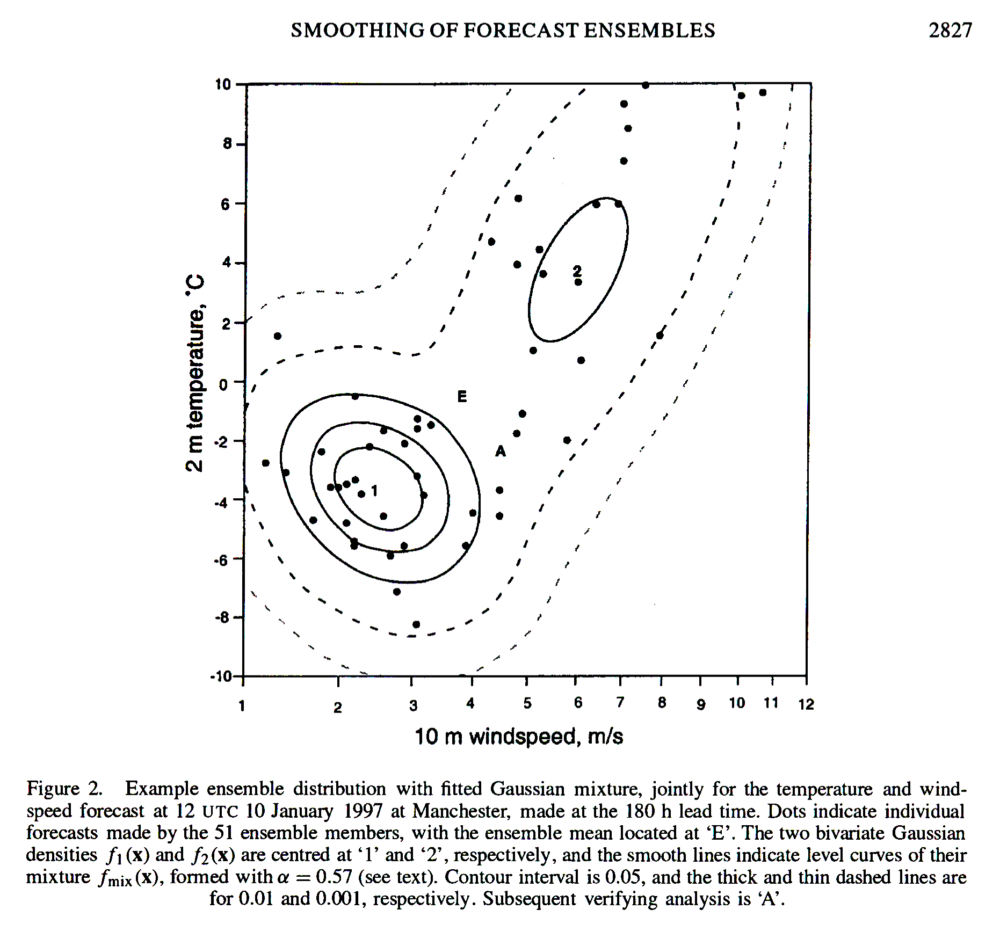 SMOOTHING OF FORECAST ENSEMBLES 2827
10
8
6
4
2
0
-2
-4
-6
-8
-10
2 m temperature, °C
2
E
A
1
1 2 3 4 5 6 7 8 9 10 11 12
10 m windspeed, m/s
Figure 2. Example ensemble distribution with fitted Gaussian mixture, jointly for the temperature and wind-
speed forecast at 12 UTC 10 January 1997 at Manchester, made at the 180 h lead time. Dots indicate individual
forecasts made by the 51 ensemble members, with the ensemble mean located at ‘E’. The two bivariate Gaussian
densities f1(x) and f2(x) are centred at ‘1’ and ‘2’, respectively, and the smooth lines indicate level curves of their
mixture fmix(x), formed with α = 0.57 (see text). Contour interval is 0.05, and the thick and thin dashed lines are
for 0.01 and 0.001, respectively. Subsequent verifying analysis is ‘A’.